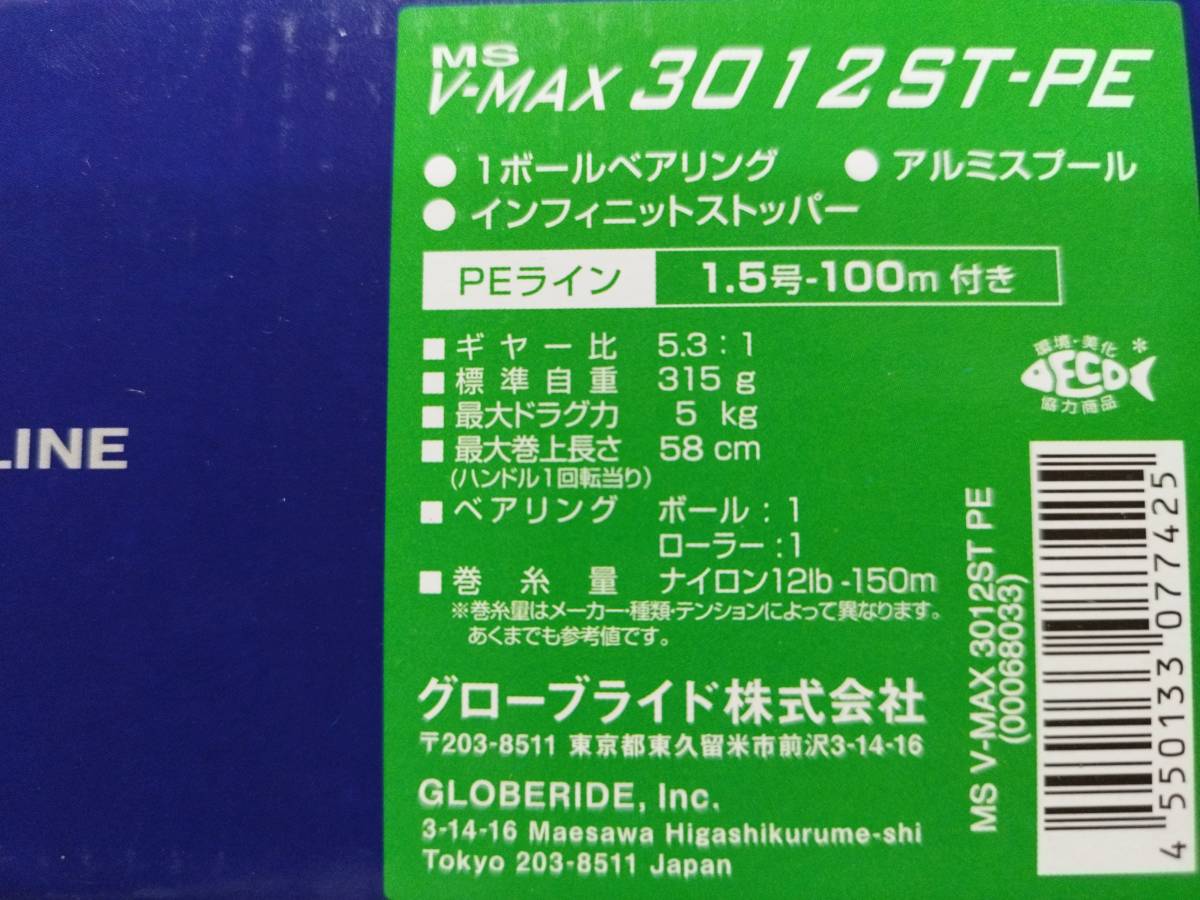 MS
V-MAX 3012ST-PE
● 1ボールベアリング ● アルミスプール
● インフィニットストッパー
PEライン 1.5号-100m 付き
■ ギヤー比 5.3:1
■ 標準自重 315 g
■ 最大ドラグ力 5 kg
■ 最大巻上長さ 58 cm
(ハンドル1回転当り)
■ ベアリング ボール:1
ローラー:1
■ 巻糸量 ナイロン12lb -150m
※巻糸量はメーカー・種類・テンションによって異なります。
あくまでも参考値です。
グローブライド株式会社
〒203-8511 東京都東久留米市前沢3-14-16
GLOBERIDE, Inc.
3-14-16 Maesawa Higashikurume-shi
Tokyo 203-8511 Japan
LINE
環境・美化
ECO
協力商品
*
MS V-MAX 3012ST PE
(00068033)
4 550133 077425